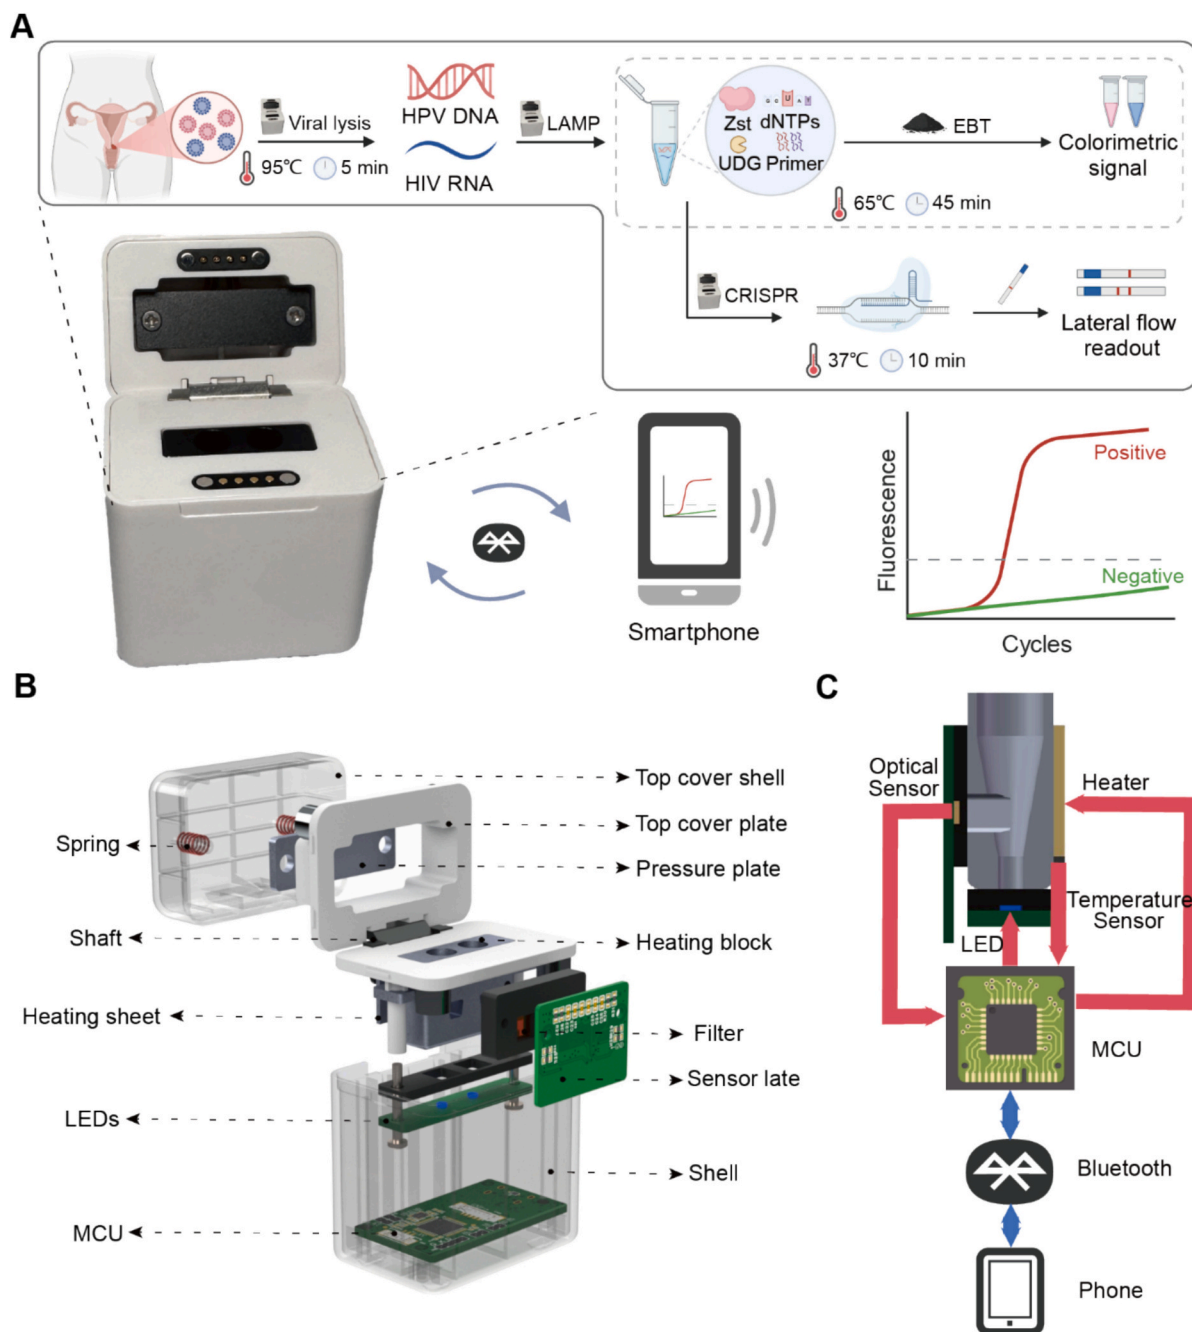 A
Viral lysis
95℃ 5 min
HPV DNA
HIV RNA
LAMP
G C U A T
Zst dNTPs
UDG Primer
EBT
65℃ 45 min
Colorimetric
signal
CRISPR
37℃ 10 min
Lateral flow
readout
Smartphone
Fluorescence
Positive
Negative
Cycles
B
Top cover shell
Top cover plate
Spring
Pressure plate
Shaft
Heating block
Heating sheet
Filter
Sensor late
LEDs
Shell
MCU
C
Optical
Sensor
Heater
Temperature
Sensor
LED
MCU
Bluetooth
Phone